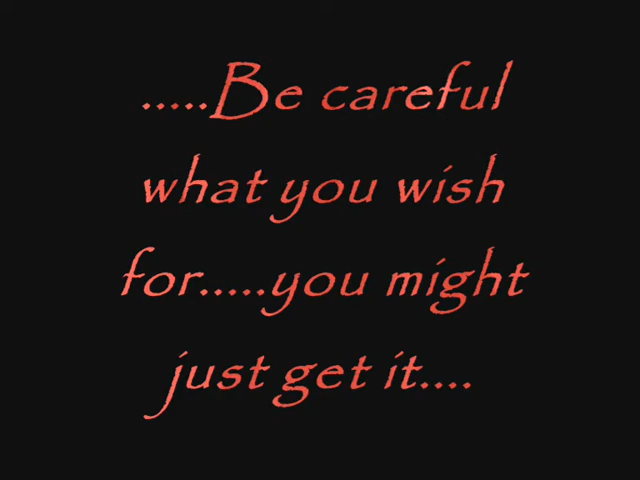 .....Be careful
what you wish
for.....you might
just get it....